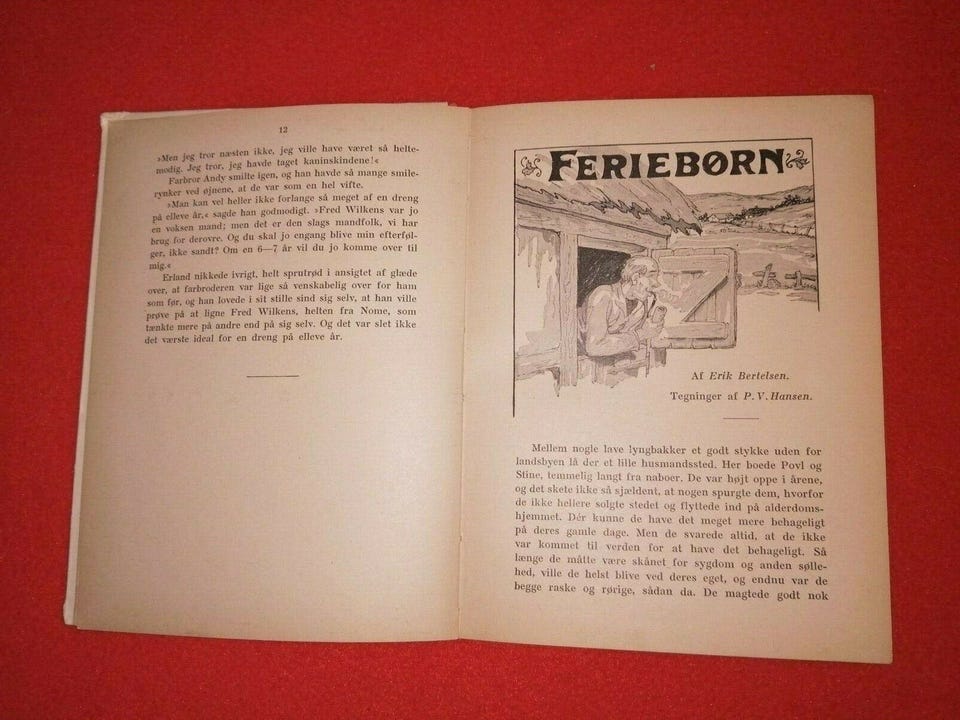 12
»Men jeg tror næsten ikke, jeg ville have været så helte-
modig. Jeg tror, jeg havde taget kaninskindene!«
Farbror Andy smilte igen, og han havde så mange smile-
rynker ved øjnene, at de var som en hel vifte.
»Man kan vel heller ikke forlange så meget af en dreng
på elleve år,« sagde han godmodigt. »Fred Wilkens var jo
en voksen mand; men det er den slags mandfolk, vi har
brug for derovre. Og du skal jo engang blive min efterføl-
ger, ikke sandt? Om en 6—7 år vil du jo komme over til
mig.«
Erland nikkede ivrigt, helt sprutrød i ansigtet af glæde
over, at farbroderen var lige så venskabelig over for ham
som før, og han lovede i sit stille sind sig selv, at han ville
prøve på at ligne Fred Wilkens, helten fra Nome, som
tænkte mere på andre end på sig selv. Og det var slet ikke
det værste ideal for en dreng på elleve år.
FERIEBØRN
Af Erik Bertelsen.
Tegninger af P. V. Hansen.
Mellem nogle lave lyngbakker et godt stykke uden for
landsbyen lå der et lille husmandssted. Her boede Povl og
Stine, temmelig langt fra naboer. De var højt oppe i årene,
og det skete ikke så sjældent, at nogen spurgte dem, hvorfor
de ikke hellere solgte stedet og flyttede ind på alderdoms-
hjemmet. Dér kunne de have det meget mere behageligt
på deres gamle dage. Men de svarede altid, at de ikke
var kommet til verden for at have det behageligt. Så
længe de måtte være skånet for sygdom og anden sølle-
hed, ville de helst blive ved deres eget, og endnu var de
begge raske og rørige, sådan da. De magtede godt nok